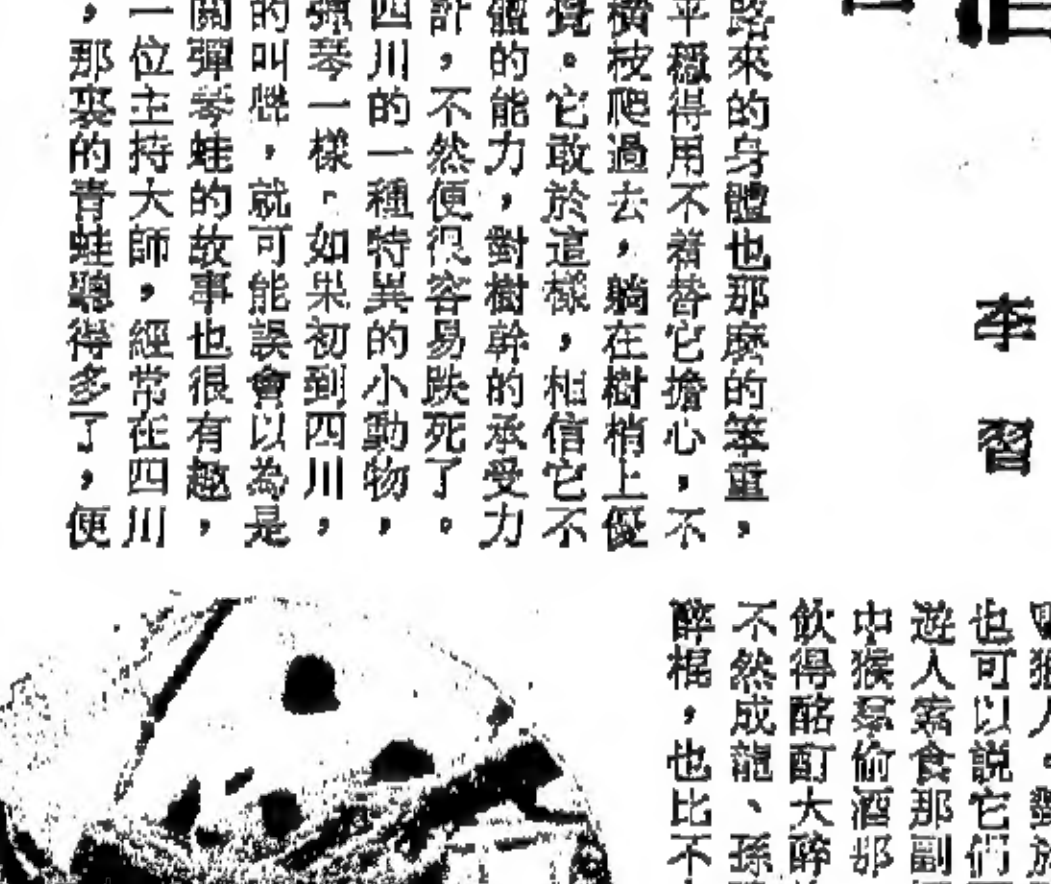 李習
路來的身體也那麼的笨重，
平穩得用不着替它擔心，不
橫枝爬過去，躺在樹梢上優
覺。它敢於這樣，相信它不
體的能力，對樹幹的承受力
計，不然便很容易跌死了。
四川的一種特異的小動物，
彈琴一樣。如果初到四川，
的叫聲，就可能誤會以為是
關彈琴蛙的故事也很有趣，
一位主持大師，經常在四川
，那裏的青蛙聽得多了，便
猴人。對於
也可以說它們
遊人索食那副
中猴子偷酒那
飲得酩酊大醉
不然成龍、孫
醉棍，也比不